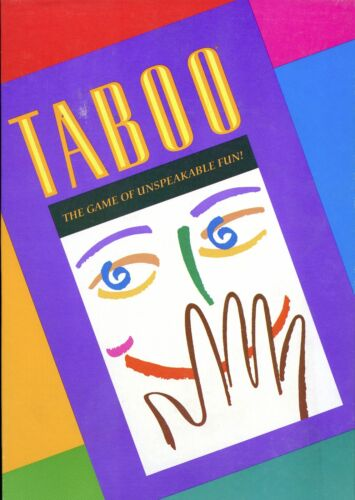 TABOO
THE GAME OF UNSPEAKABLE FUN!